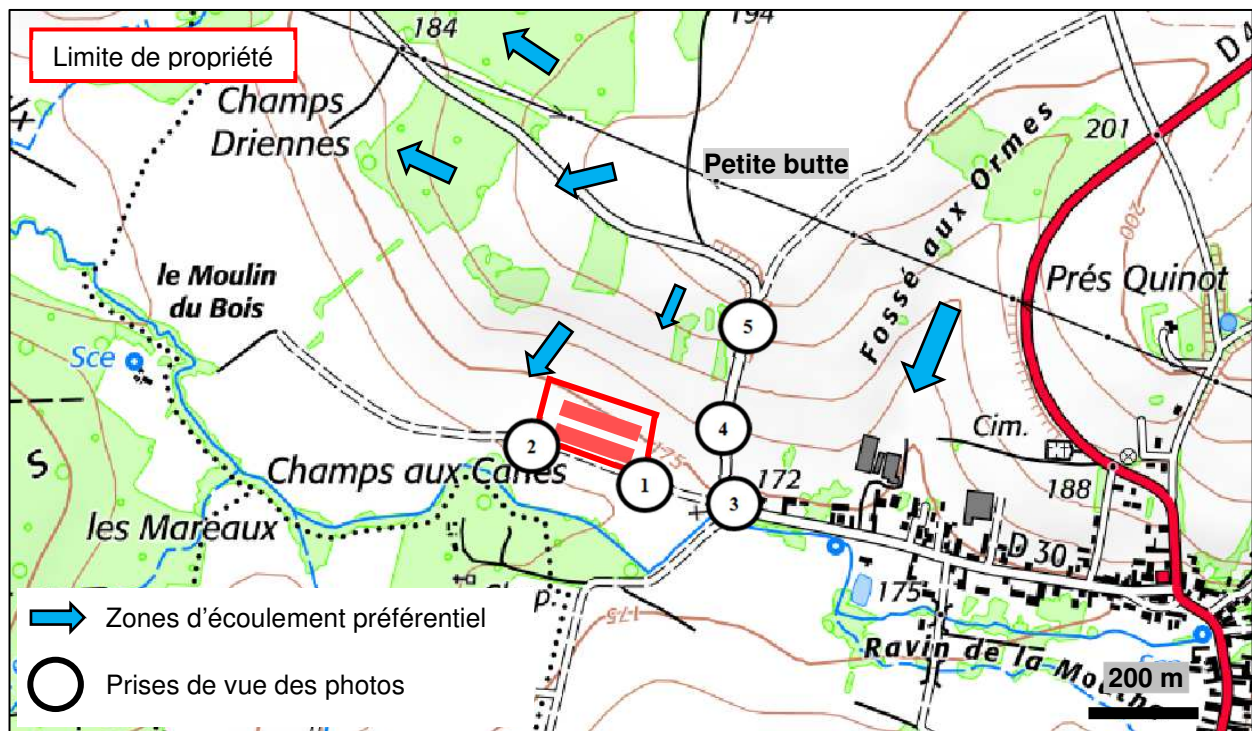 Limite de propriété
184
194
D 4
Champs
Driennes
Petite butte
201
Fossé aux Ormes
200
Prés Quinot
le Moulin
du Bois
Sce
5
4
2
1
3
175
172
Cim.
188
Champs aux Canes
les Mareaux
S
D 30
175
175
Ravin de la
Zones d'écoulement préférentiel
Prises de vue des photos
200 m